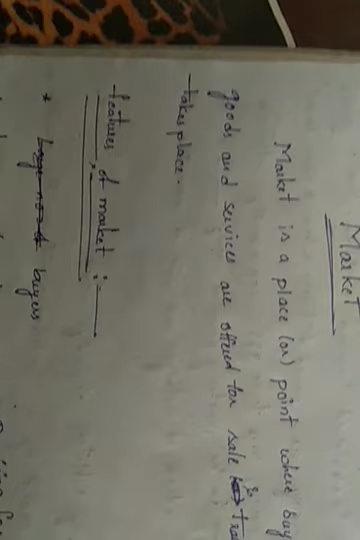 Market
Market is a place (or) point where buy
goods and services are offered for sale &
takes place.
features of market :-
* buyers